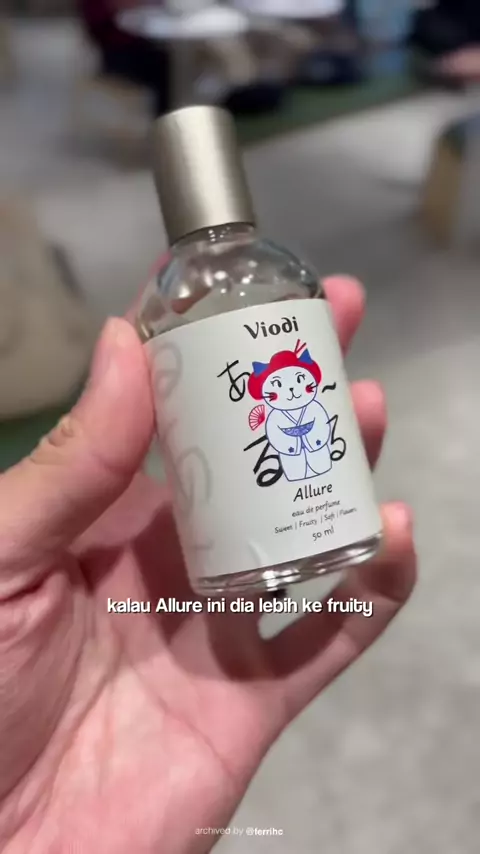 Viodi
あ~
るる
Allure
eau de perfume
Sweet | Fruity | Soft | Flowers
50 ml
kalau Allure ini dia lebih ke fruity
archived by @ferrihc